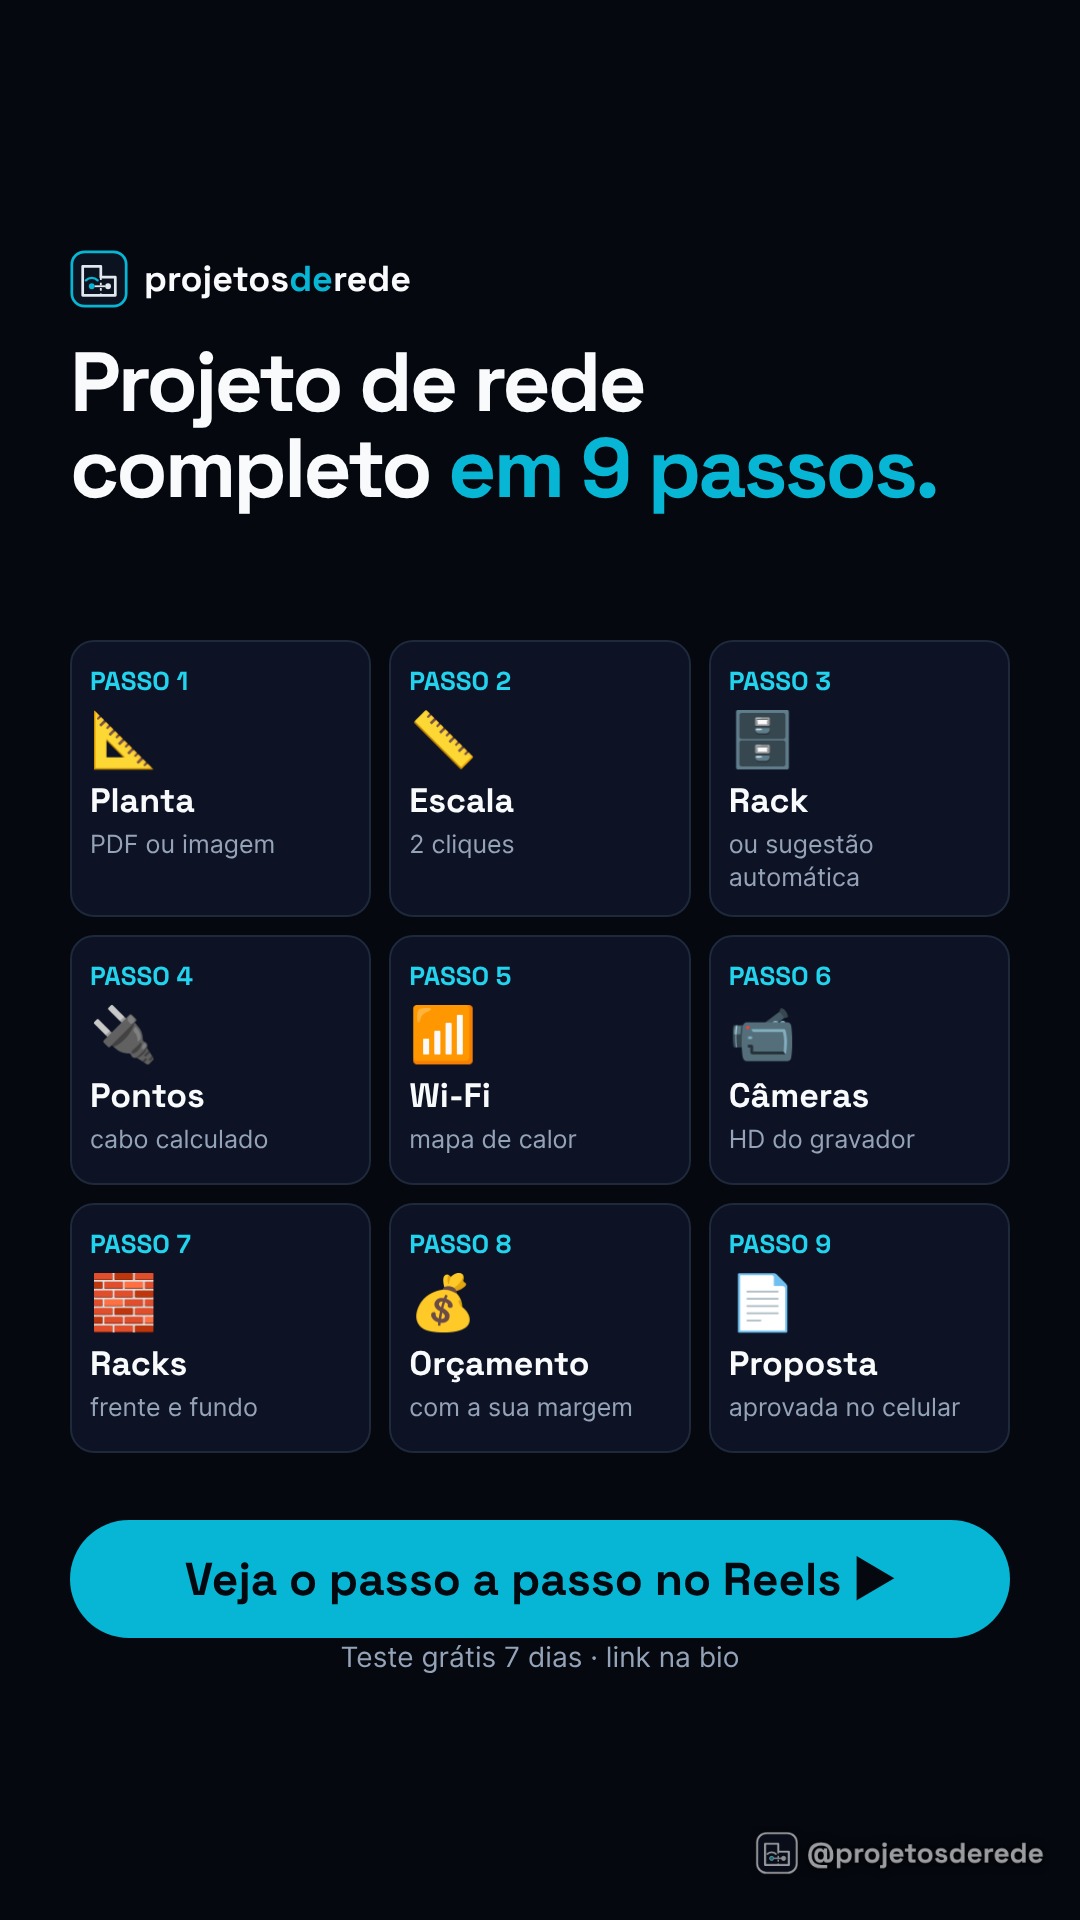 projetosderede
Projeto de rede
completo em 9 passos.
PASSO 1
Planta
PDF ou imagem
PASSO 2
Escala
2 cliques
PASSO 3
Rack
ou sugestão
automática
PASSO 4
Pontos
cabo calculado
PASSO 5
Wi-Fi
mapa de calor
PASSO 6
Câmeras
HD do gravador
PASSO 7
Racks
frente e fundo
PASSO 8
Orçamento
com a sua margem
PASSO 9
Proposta
aprovada no celular
Veja o passo a passo no Reels ▶
Teste grátis 7 dias · link na bio
@projetosderede